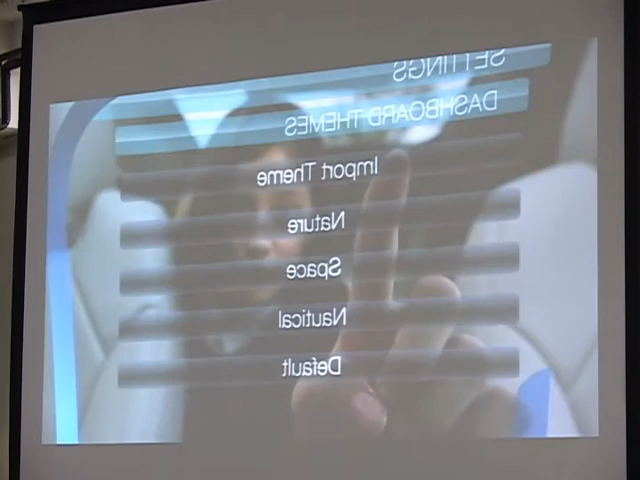 SETTINGS
DASHBOARD THEMES
Import Theme
Nature
Space
Nautical
Default